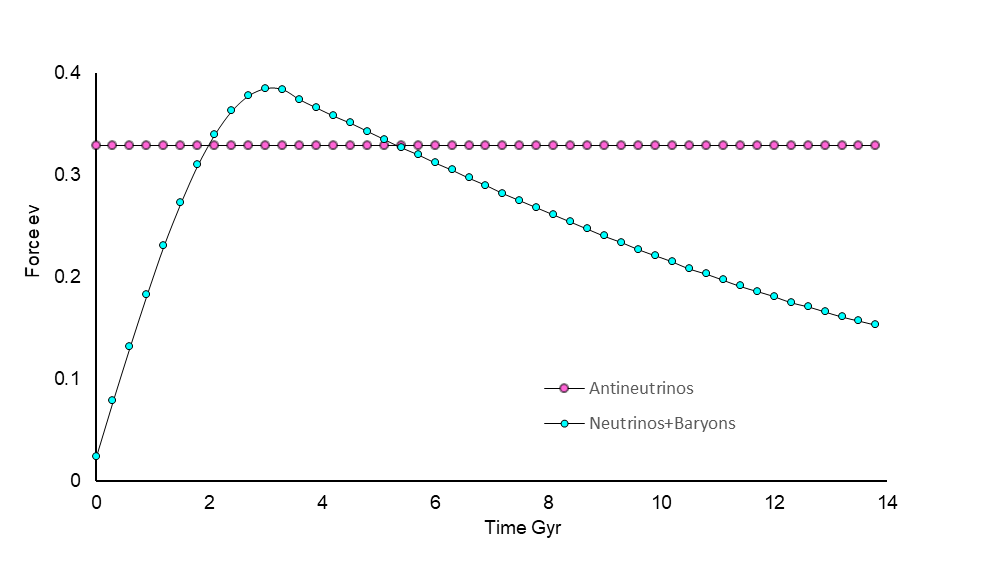 0.4
0.3
0.2
0.1
0
Force ev
0 2 4 6 8 10 12 14
Time Gyr
Antineutrinos
Neutrinos+Baryons